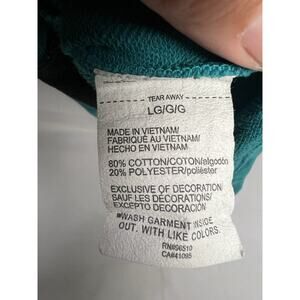 TEAR AWAY
LG/G/G
MADE IN VIETNAM/
FABRIQUÉ AU VIETNAM/
HECHO EN VIETNAM
80% COTTON/COTON/algodón
20% POLYESTER/poliéster
EXCLUSIVE OF DECORATION
SAUF LES DÉCORATIONS/
EXCEPTO DECORACIÓN
#WASH GARMENT INSIDE
OUT. WITH LIKE COLORS.
RN#96510
CA#41095